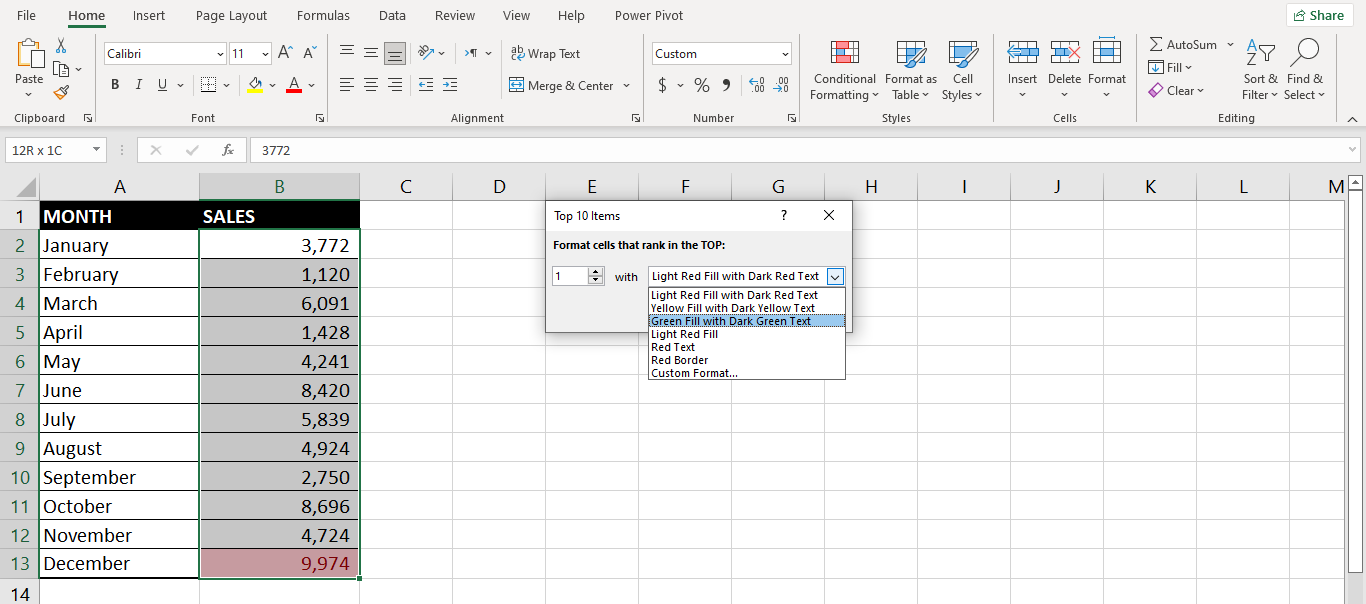 File Home Insert Page Layout Formulas Data Review View Help Power Pivot Share
Paste
Calibri 11 A^ A˅
B I U A
ab Wrap Text
Merge & Center
Custom
$ % 9 .00 .00
Conditional Formatting
Format as Table
Cell Styles
Insert Delete Format
AutoSum
Fill
Clear
Sort & Filter
Find & Select
Clipboard Font Alignment Number Styles Cells Editing
12R x 1C fx 3772
A B C D E F G H I J K L M
1 MONTH SALES
2 January 3,772
3 February 1,120
4 March 6,091
5 April 1,428
6 May 4,241
7 June 8,420
8 July 5,839
9 August 4,924
10 September 2,750
11 October 8,696
12 November 4,724
13 December 9,974
14
Top 10 Items ?
Format cells that rank in the TOP:
1 with Light Red Fill with Dark Red Text
Light Red Fill with Dark Red Text
Yellow Fill with Dark Yellow Text
Green Fill with Dark Green Text
Light Red Fill
Red Text
Red Border
Custom Format...